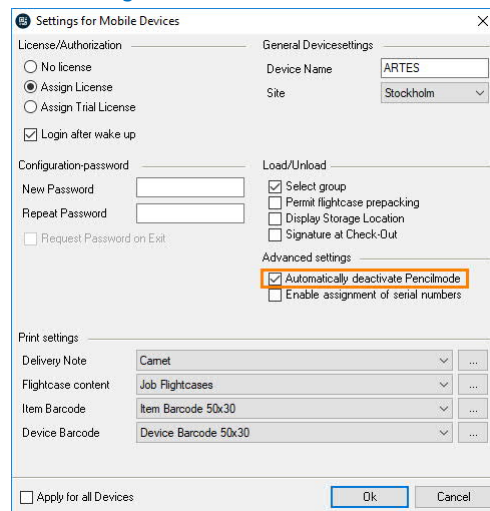 Settings for Mobile Devices
License/Authorization
No license
Assign License
Assign Trial License
Login after wake up
General Devicesettings
Device Name ARTES
Site Stockholm
Configuration-password
New Password
Repeat Password
Request Password on Exit
Load/Unload
Select group
Permit flightcase prepacking
Display Storage Location
Signature at Check-Out
Advanced settings
Automatically deactivate Pencilmode
Enable assignment of serial numbers
Print settings
Delivery Note Carnet ...
Flightcase content Job Flightcases ...
Item Barcode Item Barcode 50x30 ...
Device Barcode Device Barcode 50x30 ...
Apply for all Devices
Ok Cancel